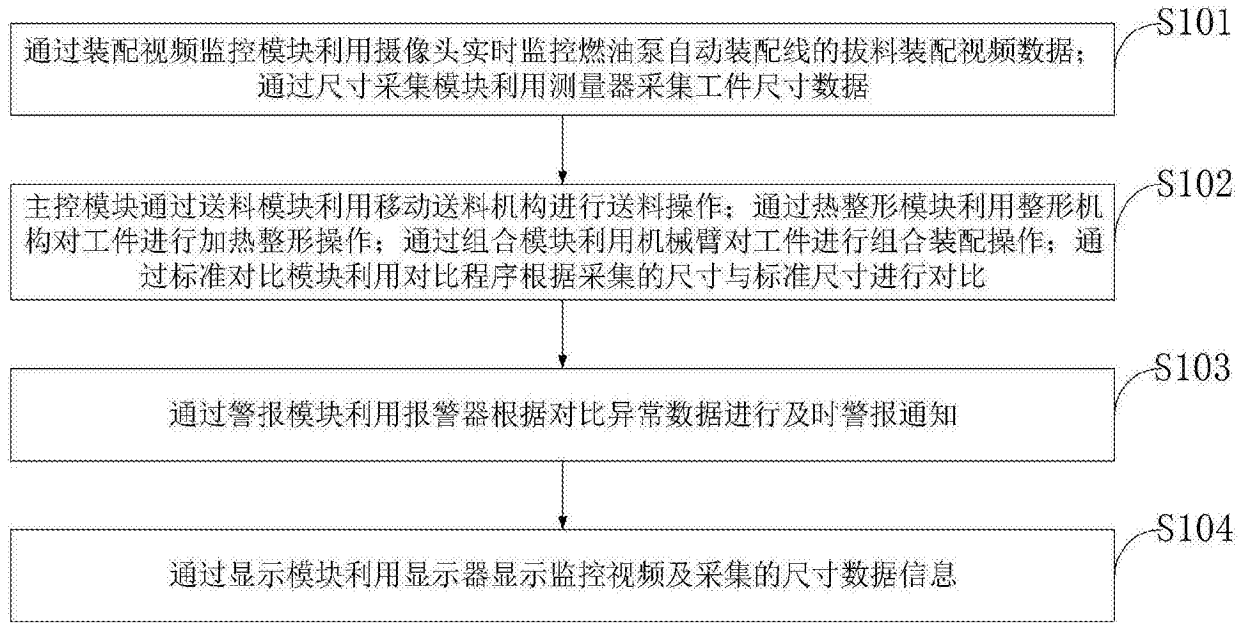 S101
通过装配视频监控模块利用摄像头实时监控燃油泵自动装配线的拔料装配视频数据；
通过尺寸采集模块利用测量器采集工件尺寸数据
S102
主控模块通过送料模块利用移动送料机构进行送料操作；通过热整形模块利用整形机
构对工件进行加热整形操作；通过组合模块利用机械臂对工件进行组合装配操作；通
过标准对比模块利用对比程序根据采集的尺寸与标准尺寸进行对比
S103
通过警报模块利用报警器根据对比异常数据进行及时警报通知
S104
通过显示模块利用显示器显示监控视频及采集的尺寸数据信息